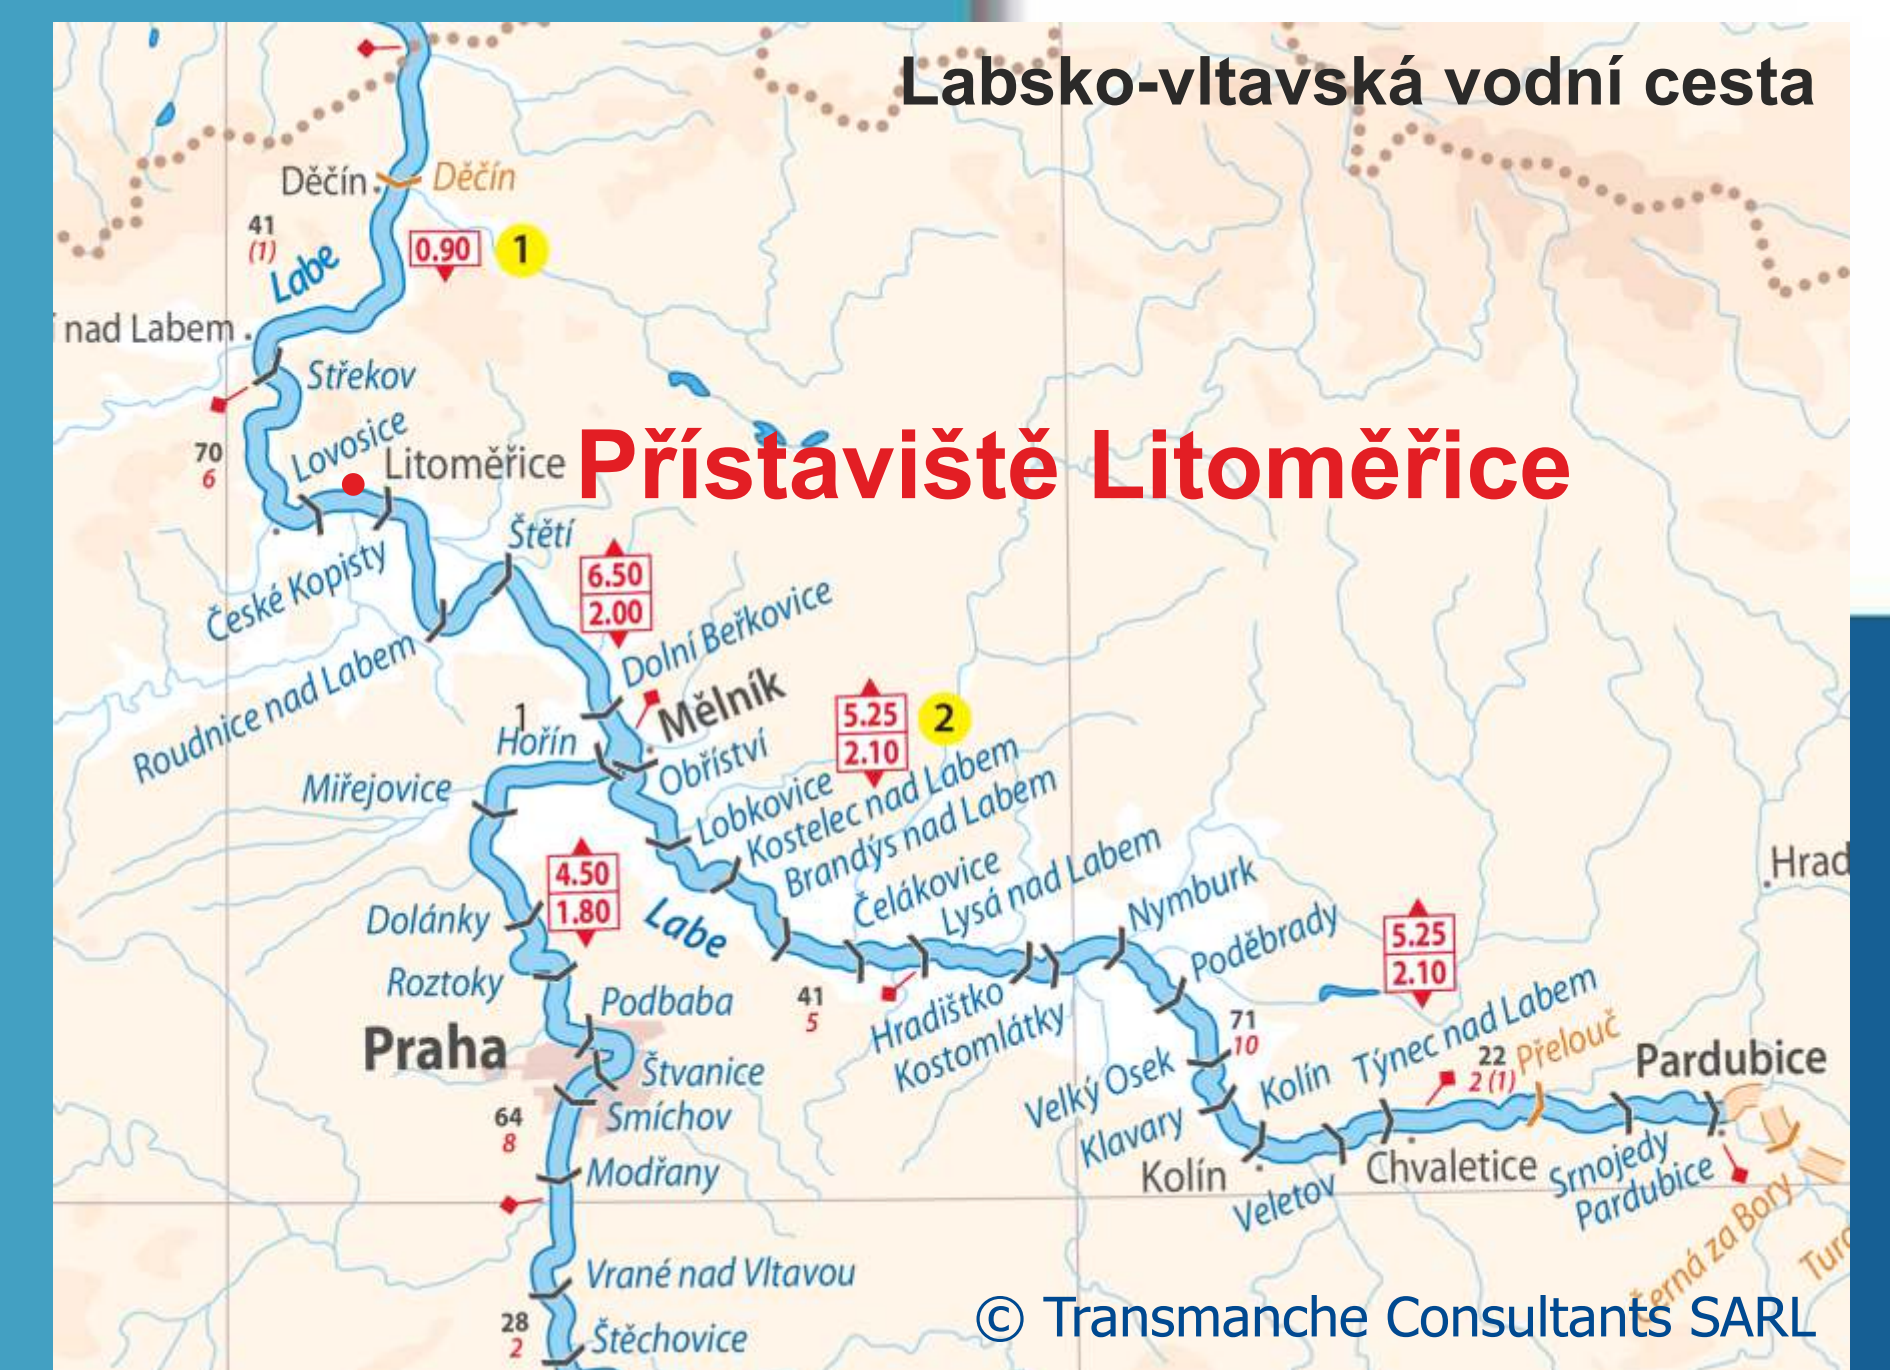 Labsko-vltavská vodní cesta
Děčín
Děčín
41
(1)
Labe
0.90
1
nad Labem
Střekov
Lovosice
70
6
Litoměřice
Přístaviště Litoměřice
Štětí
České Kopisty
6.50
2.00
Roudnice nad Labem
Dolní Beřkovice
Mělník
1
Hořín
Obříství
5.25
2.10
2
Miřejovice
Lobkovice
Kostelec nad Labem
Brandýs nad Labem
4.50
1.80
Čelákovice
Lysá nad Labem
Hrad
Nymburk
Dolánky
Labe
Poděbrady
5.25
2.10
Roztoky
Podbaba
41
5
Hradištko
Kostomlátky
71
10
Praha
Štvanice
Smíchov
Velký Osek
Klavary
Kolín
Týnec nad Labem
22
2 (1)
Přelouč
Pardubice
64
8
Modřany
Kolín
Veletov
Chvaletice
Srnojedy
Pardubice
Černá za Bory
Turo
Vrané nad Vltavou
28
2
Štěchovice
© Transmanche Consultants SARL